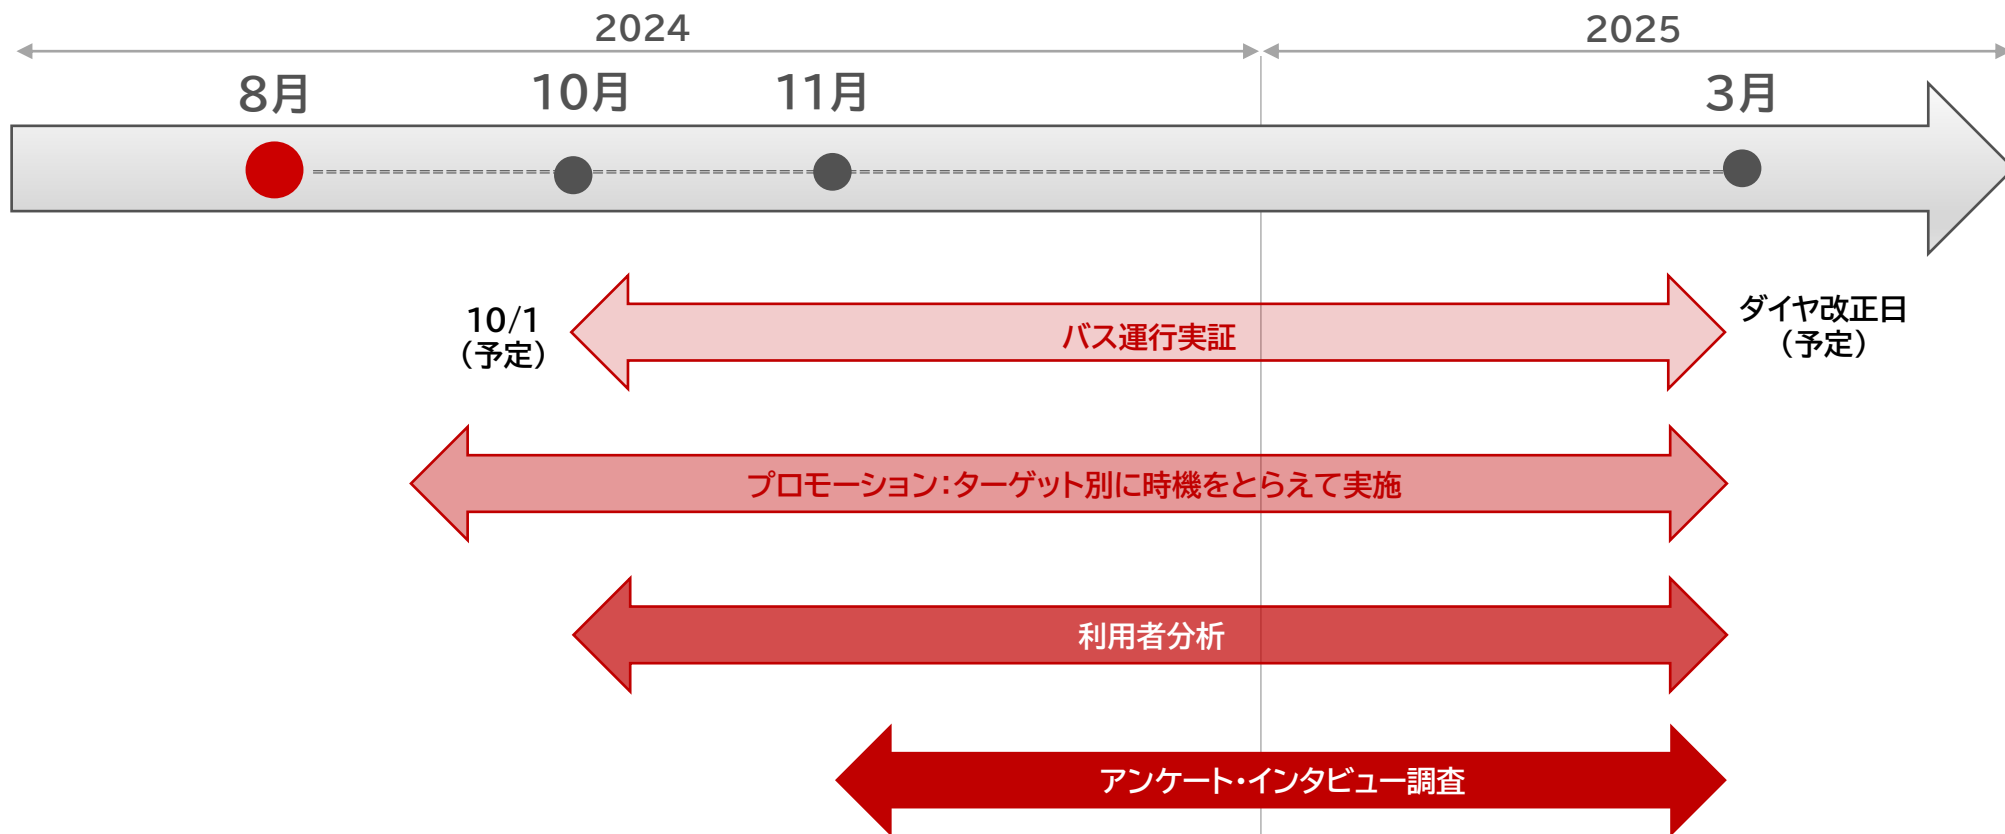 2024
2025
8月
10月
11月
3月
10/1
（予定）
バス運行実証
ダイヤ改正日
（予定）
プロモーション：ターゲット別に時機をとらえて実施
利用者分析
アンケート・インタビュー調査